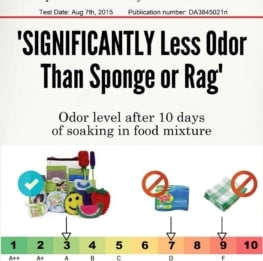 Test Date: Aug 7th, 2015 Publication number: DA3845021n
'SIGNIFICANTLY Less Odor
Than Sponge or Rag'
Odor level after 10 days
of soaking in food mixture
1 2 3 4 5 6 7 8 9 10
A++ A+ A B C D F